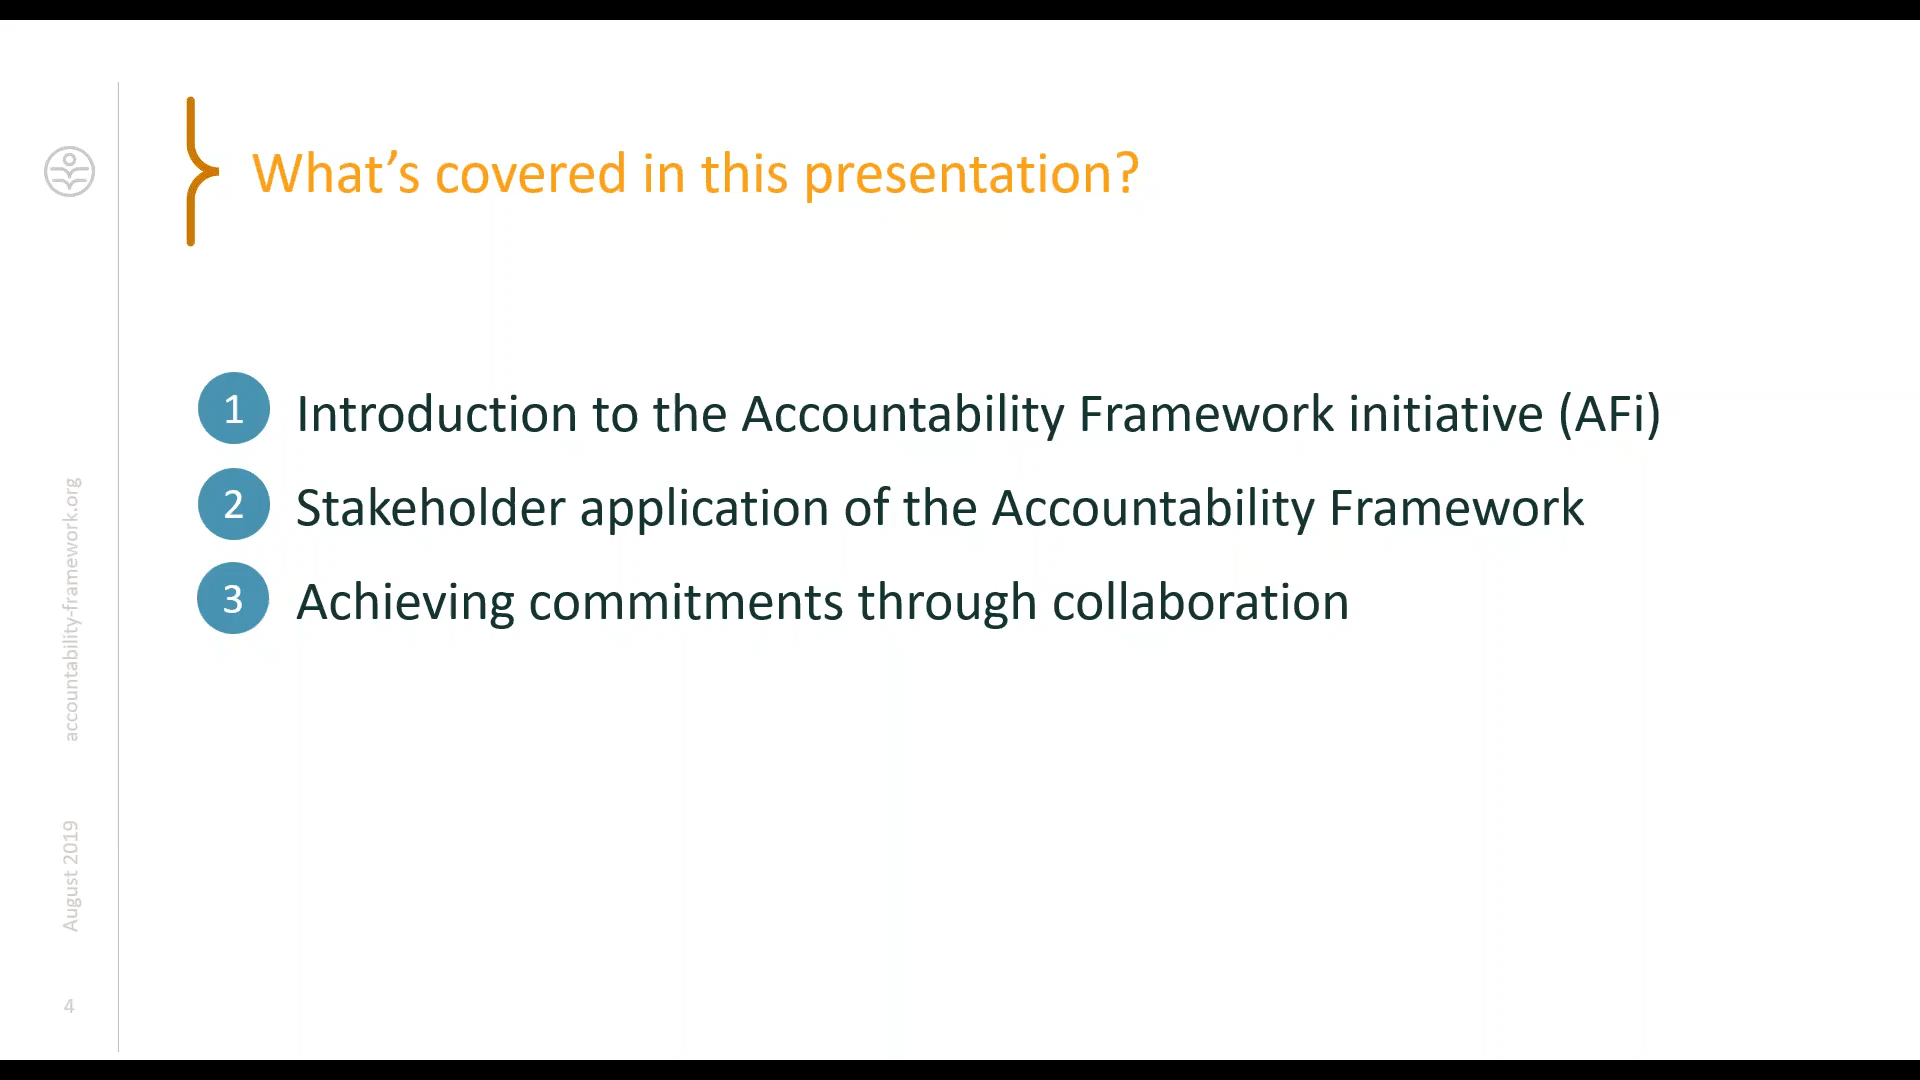 What’s covered in this presentation?
1 Introduction to the Accountability Framework initiative (AFi)
2 Stakeholder application of the Accountability Framework
3 Achieving commitments through collaboration
accountability-framework.org
August 2019
4